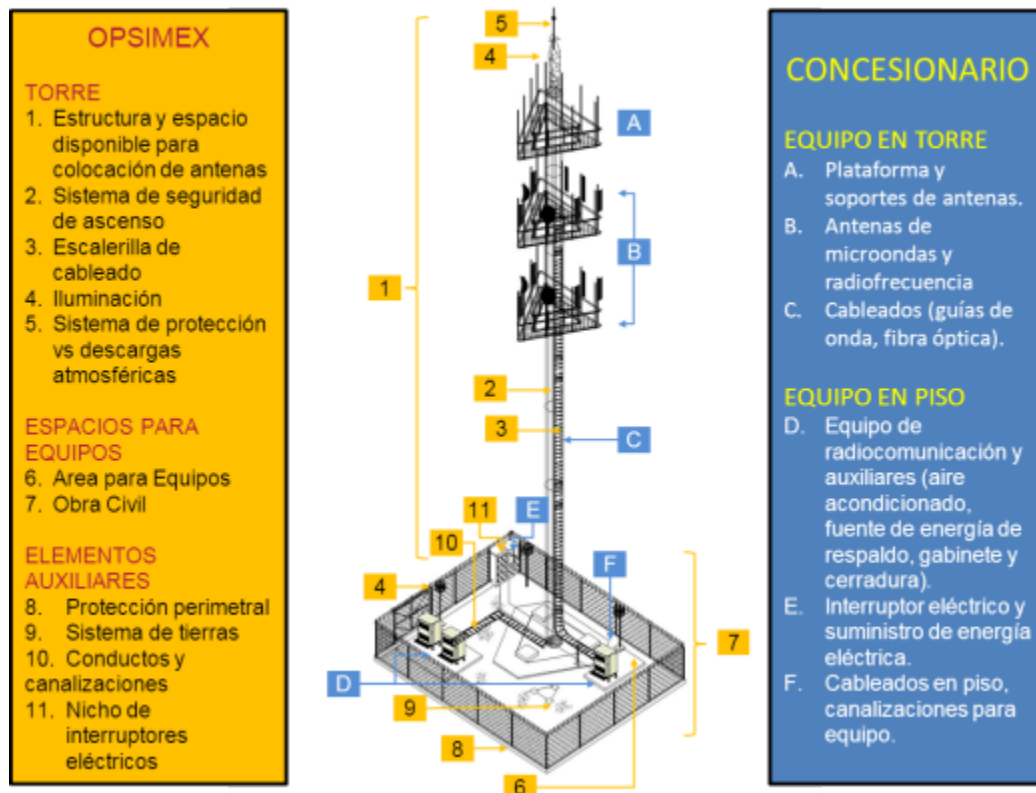 OPSIMEX
TORRE
1. Estructura y espacio
disponible para
colocación de antenas
2. Sistema de seguridad
de ascenso
3. Escalerilla de
cableado
4. Iluminación
5. Sistema de protección
vs descargas
atmosféricas
ESPACIOS PARA
EQUIPOS
6. Area para Equipos
7. Obra Civil
ELEMENTOS
AUXILIARES
8. Protección perimetral
9. Sistema de tierras
10. Conductos y
canalizaciones
11. Nicho de
interruptores
eléctricos
5
4
A
B
1
2
3
C
11
E
10
F
4
7
D
9
8
6
CONCESIONARIO
EQUIPO EN TORRE
A. Plataforma y
soportes de antenas.
B. Antenas de
microondas y
radiofrecuencia
C. Cableados (guías de
onda, fibra óptica).
EQUIPO EN PISO
D. Equipo de
radiocomunicación y
auxiliares (aire
acondicionado,
fuente de energía de
respaldo, gabinete y
cerradura).
E. Interruptor eléctrico y
suministro de energía
eléctrica.
F. Cableados en piso,
canalizaciones para
equipo.